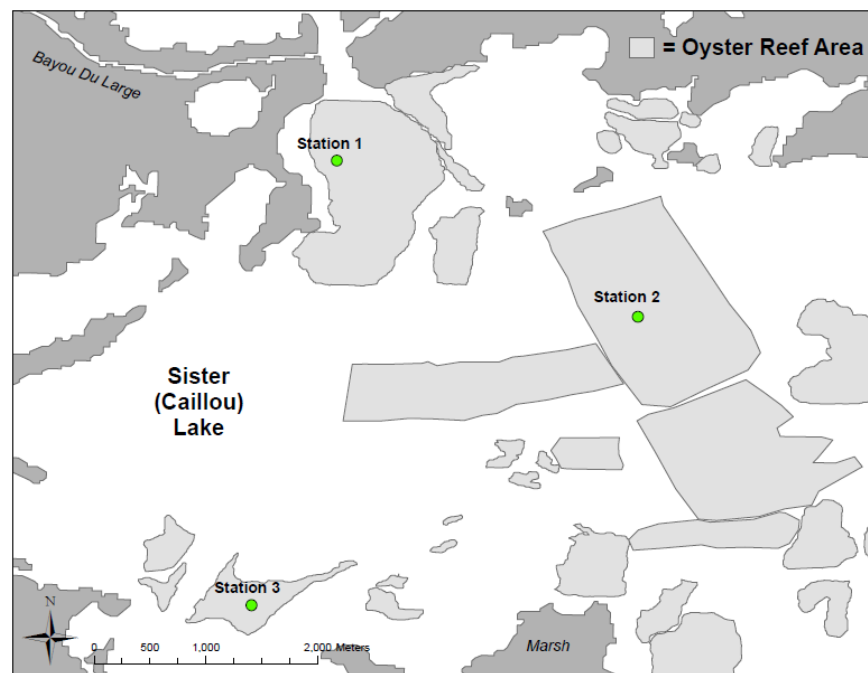 = Oyster Reef Area
Bayou Du Large
Station 1
Station 2
Sister
(Caillou)
Lake
Station 3
N
0 500 1,000 2,000 Meters
Marsh